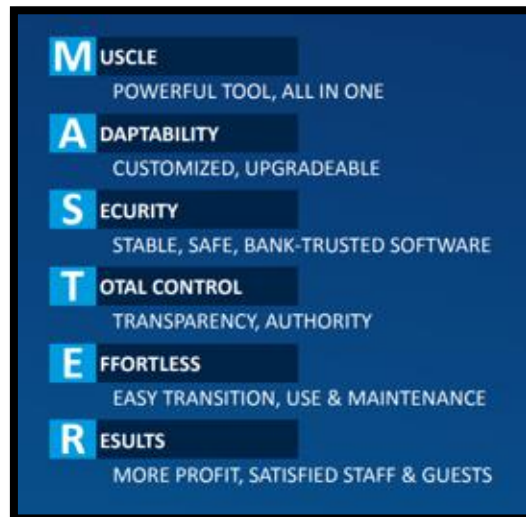 MUSCLE
POWERFUL TOOL, ALL IN ONE
ADAPTABILITY
CUSTOMIZED, UPGRADEABLE
SECURITY
STABLE, SAFE, BANK-TRUSTED SOFTWARE
TOTAL CONTROL
TRANSPARENCY, AUTHORITY
EFFORTLESS
EASY TRANSITION, USE & MAINTENANCE
RESULTS
MORE PROFIT, SATISFIED STAFF & GUESTS